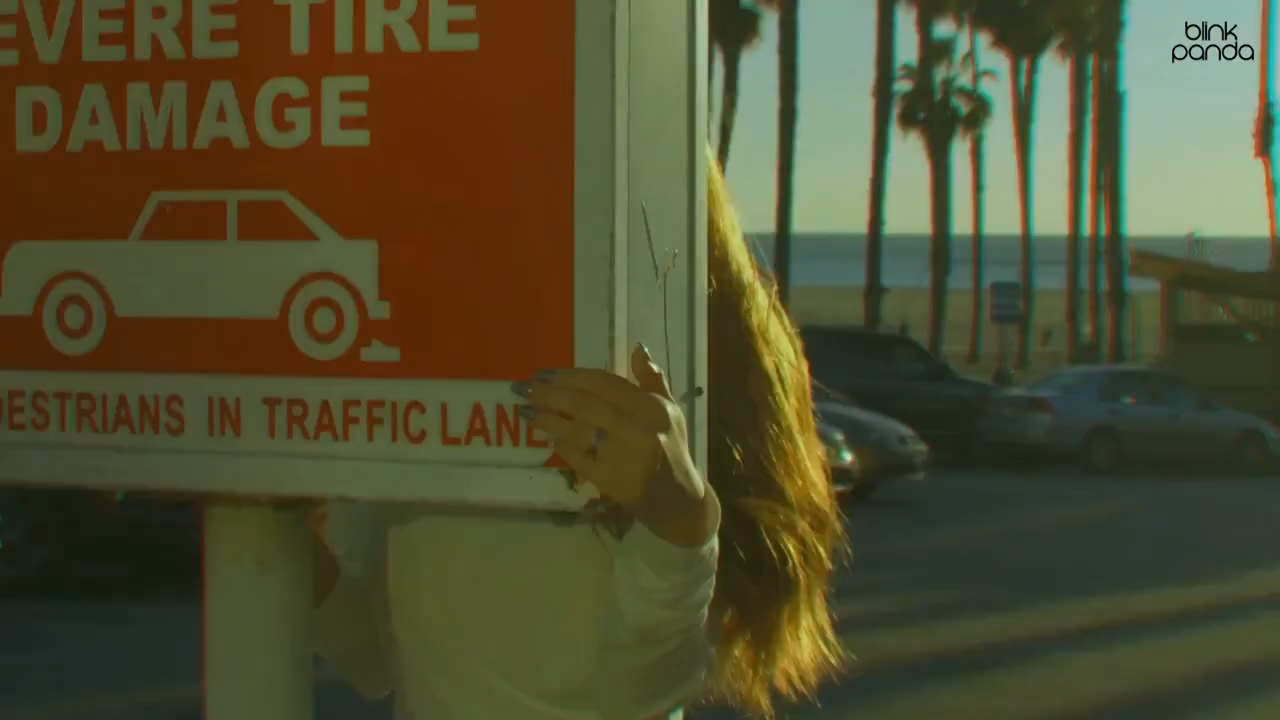 EVERE TIRE
DAMAGE
DESTRIANS IN TRAFFIC LANE
blink
panda